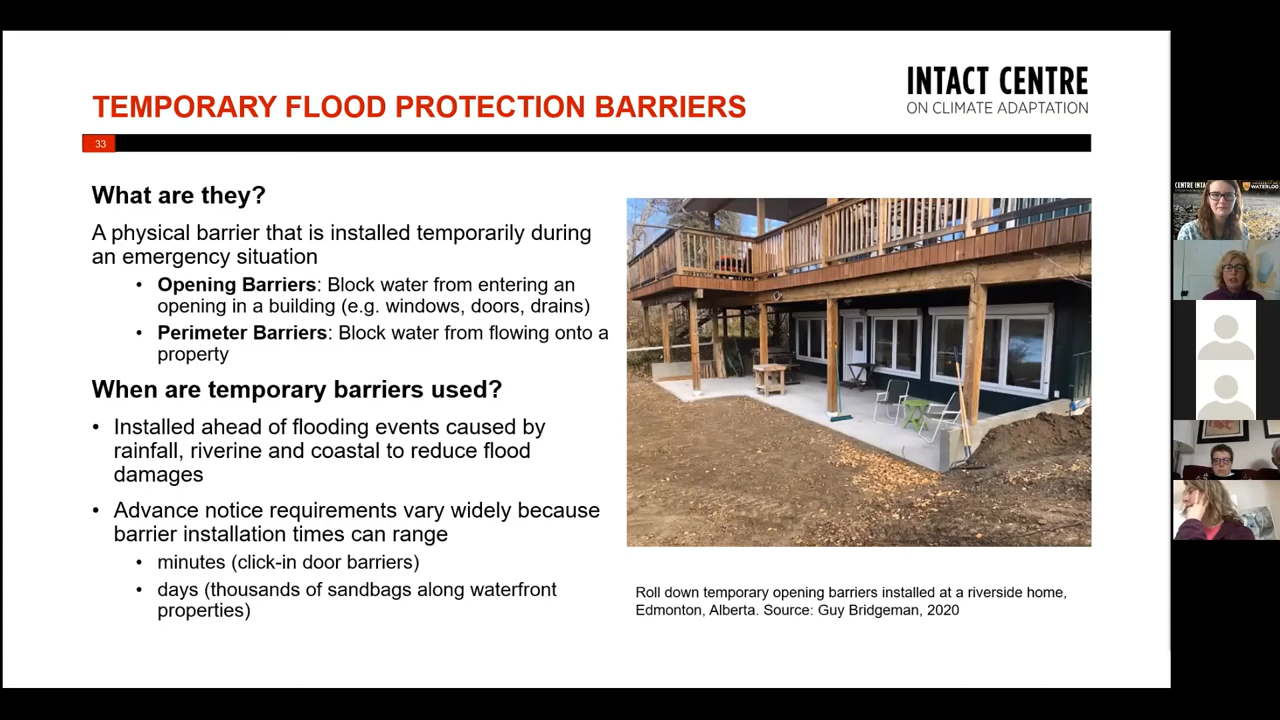 INTACT CENTRE
ON CLIMATE ADAPTATION
TEMPORARY FLOOD PROTECTION BARRIERS
33
What are they?
A physical barrier that is installed temporarily during
an emergency situation
• Opening Barriers: Block water from entering an
opening in a building (e.g. windows, doors, drains)
• Perimeter Barriers: Block water from flowing onto a
property
When are temporary barriers used?
• Installed ahead of flooding events caused by
rainfall, riverine and coastal to reduce flood
damages
• Advance notice requirements vary widely because
barrier installation times can range
• minutes (click-in door barriers)
• days (thousands of sandbags along waterfront
properties)
Roll down temporary opening barriers installed at a riverside home,
Edmonton, Alberta. Source: Guy Bridgeman, 2020
CENTRE INTA
WATERLOO